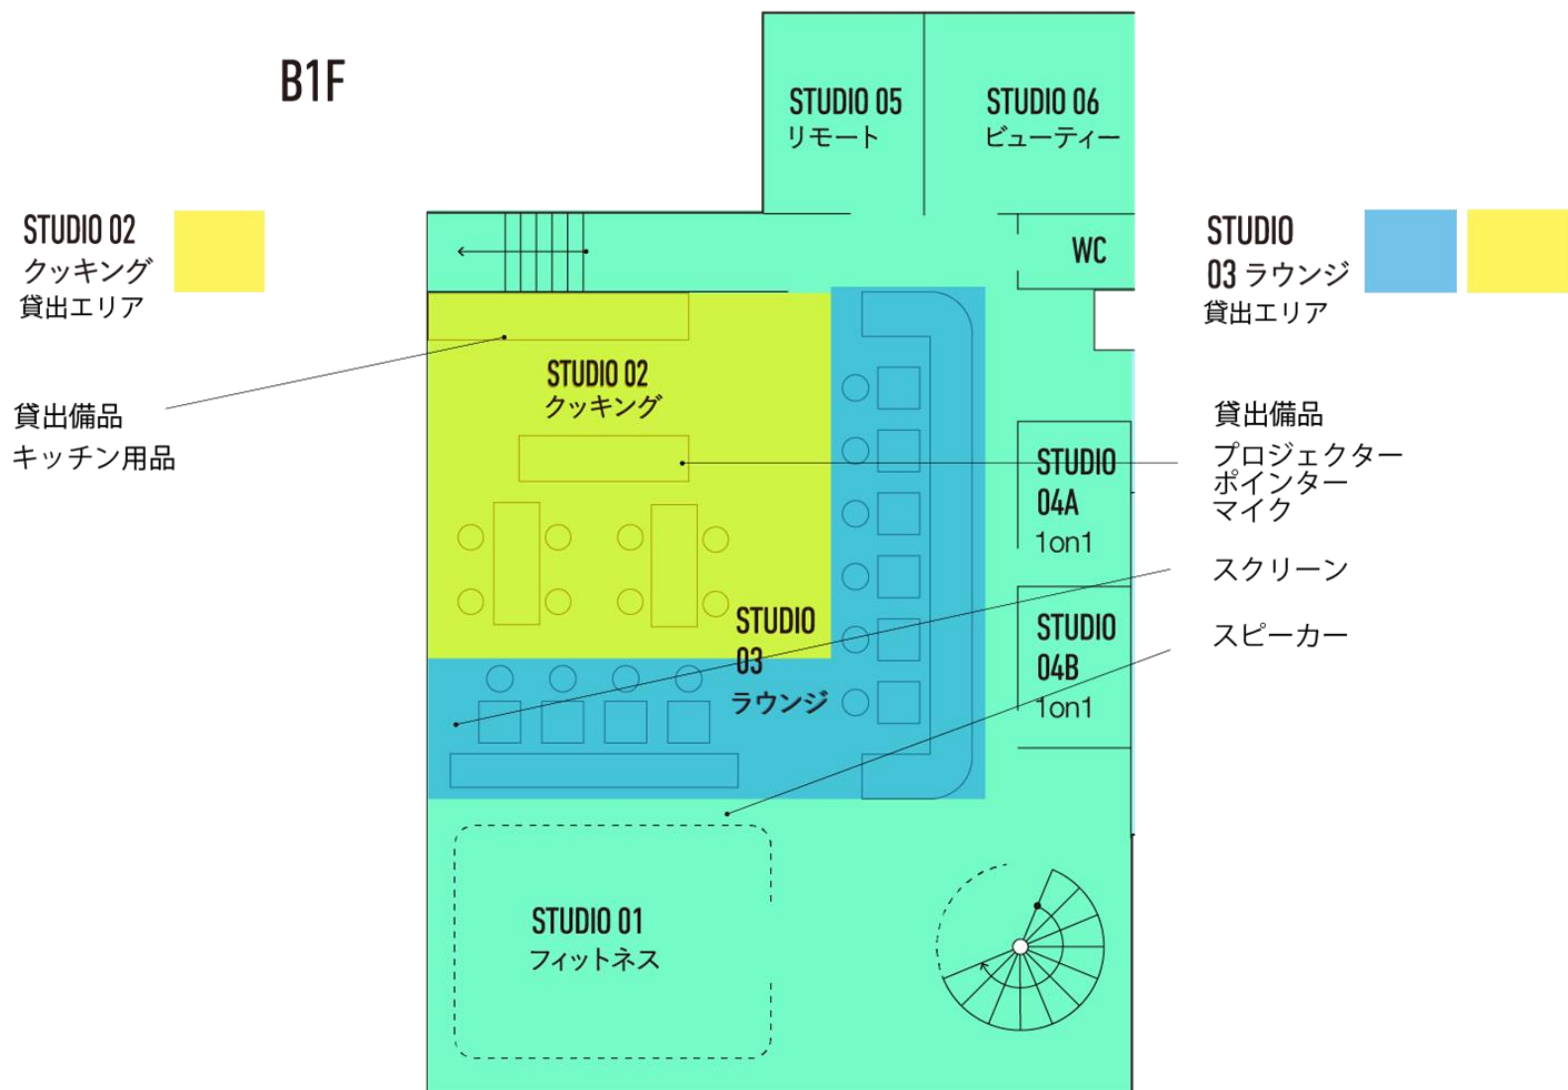 B1F
STUDIO 05
リモート
STUDIO 06
ビューティー
STUDIO 02
クッキング
貸出エリア
WC
STUDIO
03 ラウンジ
貸出エリア
貸出備品
キッチン用品
STUDIO 02
クッキング
貸出備品
プロジェクター
ポインター
マイク
スクリーン
スピーカー
STUDIO
04A
1on1
STUDIO
04B
1on1
STUDIO
03
ラウンジ
STUDIO 01
フィットネス